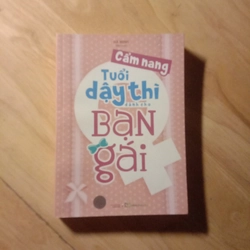 Cẩm nang
Tuổi
dậy thì
BẠN
gái